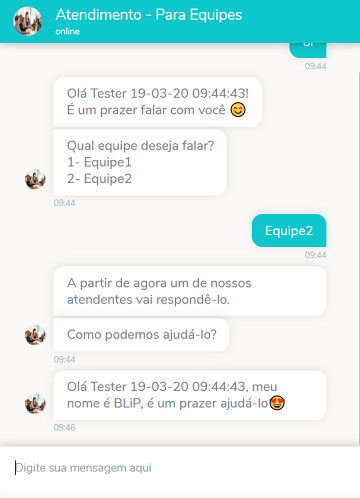 Atendimento - Para Equipes
online
09:44
Olá Tester 19-03-20 09:44:43!
É um prazer falar com você 😊
Qual equipe deseja falar?
1- Equipe1
2- Equipe2
09:44
Equipe2
09:44
A partir de agora um de nossos
atendentes vai respondê-lo.
Como podemos ajudá-lo?
09:44
Olá Tester 19-03-20 09:44:43, meu
nome é BLiP, é um prazer ajudá-lo😍
09:46
Digite sua mensagem aqui